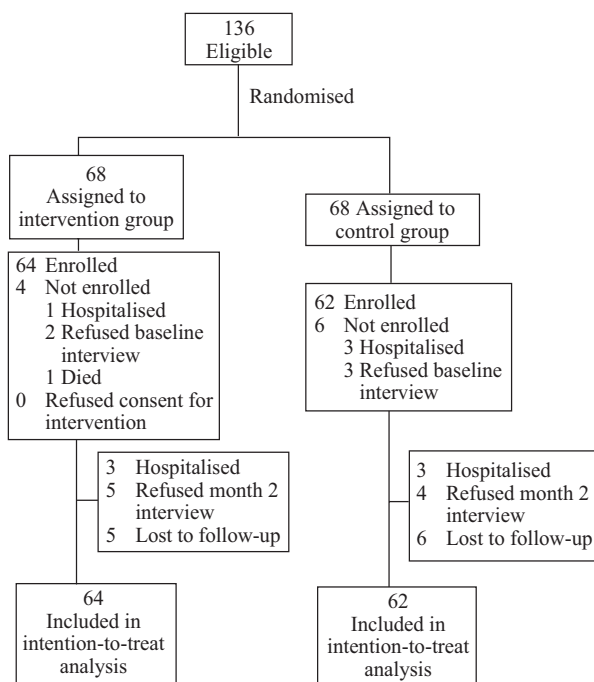 136
Eligible
Randomised
68
Assigned to
intervention group
68 Assigned to
control group
64 Enrolled
4 Not enrolled
1 Hospitalised
2 Refused baseline
interview
1 Died
0 Refused consent for
intervention
62 Enrolled
6 Not enrolled
3 Hospitalised
3 Refused baseline
interview
3 Hospitalised
5 Refused month 2
interview
5 Lost to follow-up
3 Hospitalised
4 Refused month 2
interview
6 Lost to follow-up
64
Included in
intention-to-treat
analysis
62
Included in
intention-to-treat
analysis